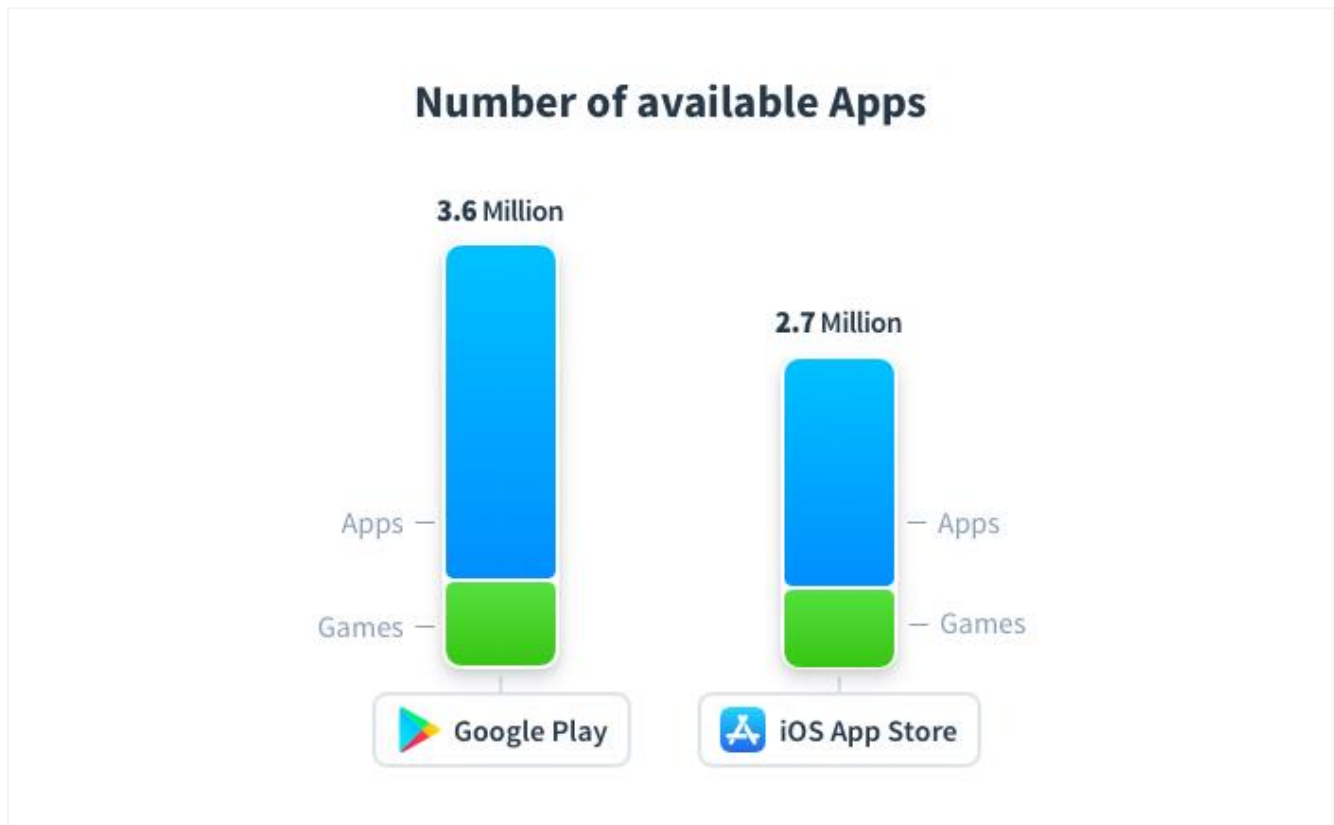 Number of available Apps
3.6 Million
2.7 Million
Apps
Apps
Games
Games
Google Play
iOS App Store